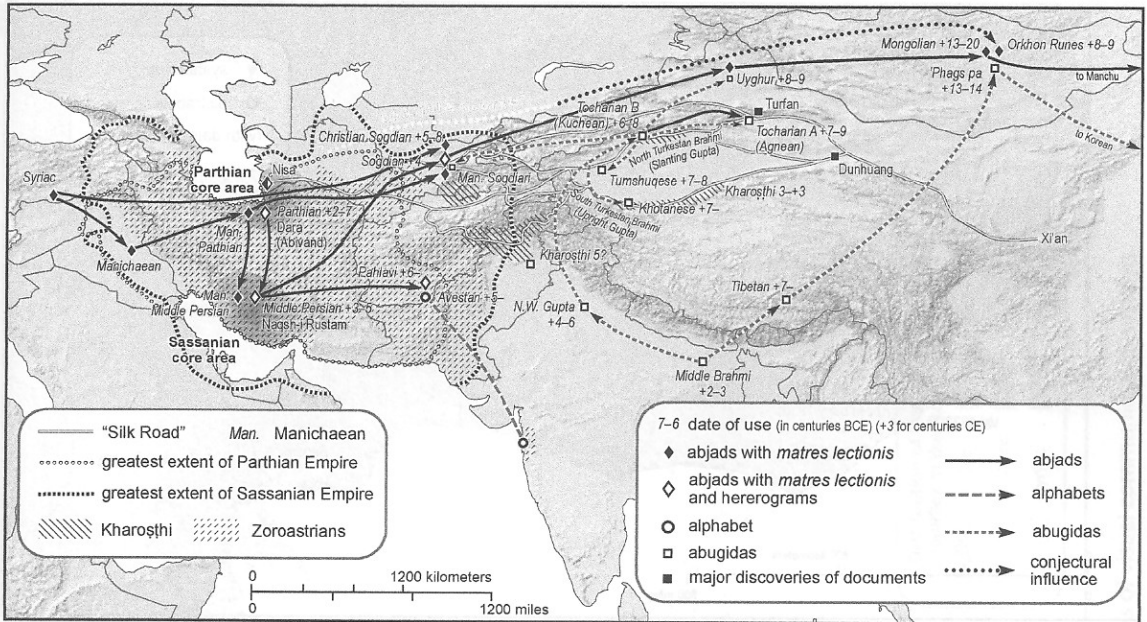 Mongolian +13–20
Orkhon Runes +8–9
to Manchu
'Phags pa
+13–14
to Korean
Uyghur +8–9
Tocharian B
(Kuchean) +6–8
Turfan
Tocharian A +7–9
(Agnean)
Dunhuang
North Turkestan Brahmi
(Slanting Gupta)
Tumshuqese +7–8
Kharoṣṭhi 3–+3
Khotanese +7–
South Turkestan Brahmi
(Upright Gupta)
Xi'an
Christian Sogdian +5–8
Sogdian +4–
Man. Sogdian
Syriac
Parthian
core area
Nisa
Parthian +2–7
Dara
(Abivand)
Man.
Parthian
Manichaean
Kharoṣṭhi 5?
Pahlavi +6–
Avestan +5–
Man.
Middle Persian
Middle Persian +3–5
Naqsh-i Rustam
Sassanian
core area
N.W. Gupta
+4–6
Tibetan +7–
Middle Brahmi
+2–3
"Silk Road" Man. Manichaean
greatest extent of Parthian Empire
greatest extent of Sassanian Empire
Kharoṣṭhi Zoroastrians
0 1200 kilometers
0 1200 miles
7–6 date of use (in centuries BCE) (+3 for centuries CE)
abjads with matres lectionis
abjads with matres lectionis
and hererograms
alphabet
abugidas
major discoveries of documents
abjads
alphabets
abugidas
conjectural
influence